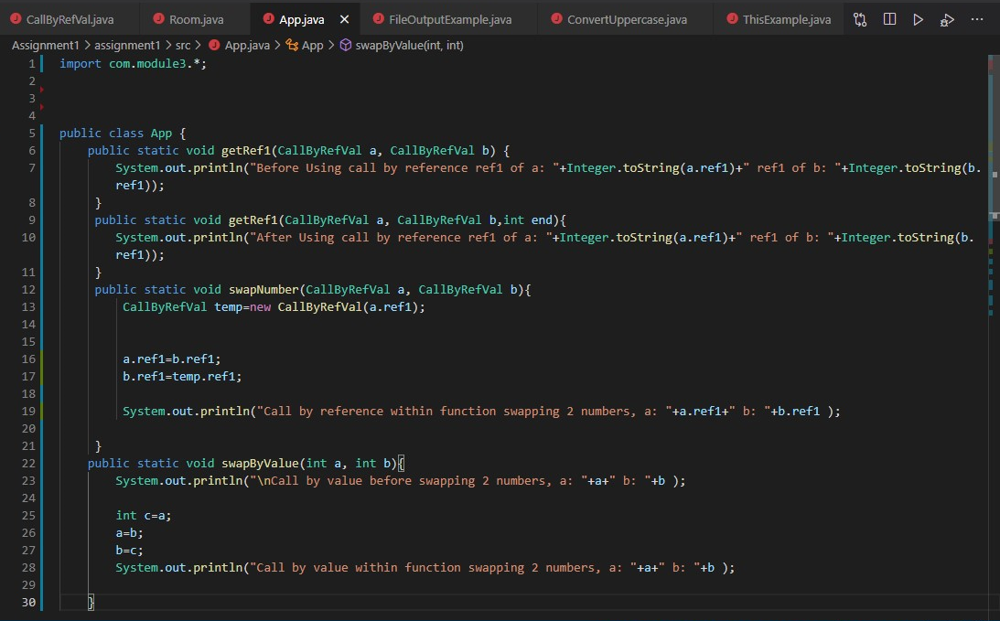 CallByRefVal.java Room.java App.java FileOutputExample.java ConvertUppercase.java ThisExample.java
Assignment1 > assignment1 > src > App.java > App > swapByValue(int, int)
1 import com.module3.*;
2
3
4
5 public class App {
6 public static void getRef1(CallByRefVal a, CallByRefVal b) {
7 System.out.println("Before Using call by reference ref1 of a: "+Integer.toString(a.ref1)+" ref1 of b: "+Integer.toString(b.
ref1));
8 }
9 public static void getRef1(CallByRefVal a, CallByRefVal b,int end){
10 System.out.println("After Using call by reference ref1 of a: "+Integer.toString(a.ref1)+" ref1 of b: "+Integer.toString(b.
ref1));
11 }
12 public static void swapNumber(CallByRefVal a, CallByRefVal b){
13 CallByRefVal temp=new CallByRefVal(a.ref1);
14
15
16 a.ref1=b.ref1;
17 b.ref1=temp.ref1;
18
19 System.out.println("Call by reference within function swapping 2 numbers, a: "+a.ref1+" b: "+b.ref1 );
20
21 }
22 public static void swapByValue(int a, int b){
23 System.out.println("\nCall by value before swapping 2 numbers, a: "+a+" b: "+b );
24
25 int c=a;
26 a=b;
27 b=c;
28 System.out.println("Call by value within function swapping 2 numbers, a: "+a+" b: "+b );
29
30 }